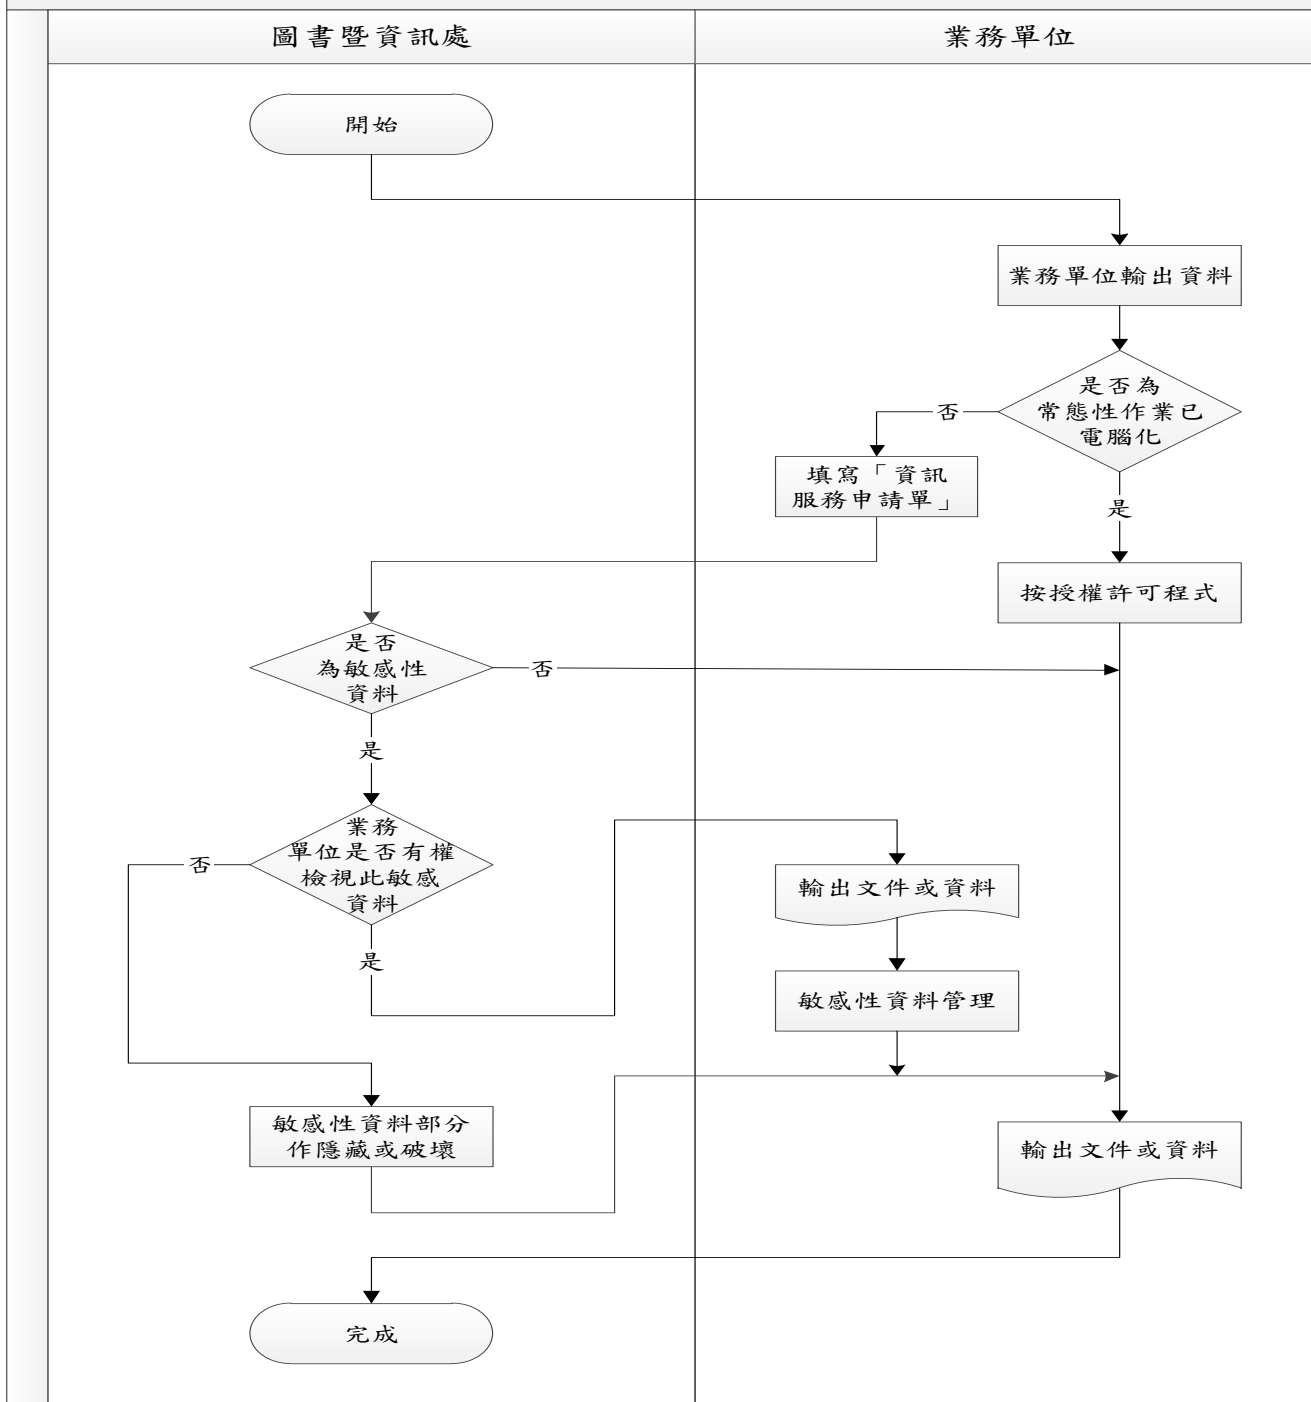 圖書暨資訊處
業務單位
開始
業務單位輸出資料
是否為
常態性作業已
電腦化
否
填寫「資訊
服務申請單」
是
按授權許可程式
是否
為敏感性
資料
否
是
業務
單位是否有權
檢視此敏感
資料
否
輸出文件或資料
是
敏感性資料管理
敏感性資料部分
作隱藏或破壞
輸出文件或資料
完成